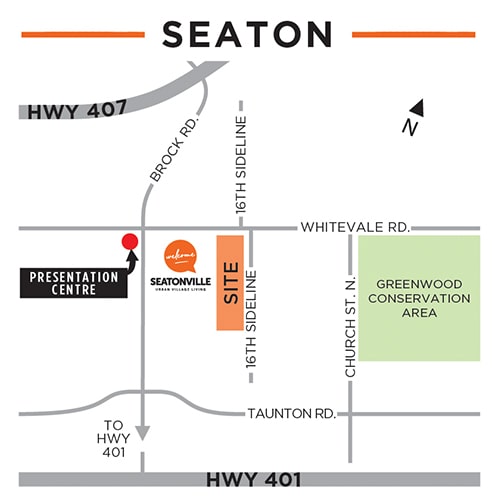 SEATON
HWY 407
BROCK RD.
16TH SIDELINE
N
WHITEVALE RD.
PRESENTATION
CENTRE
welcome
SEATONVILLE
URBAN VILLAGE LIVING
SITE
16TH SIDELINE
CHURCH ST. N.
GREENWOOD
CONSERVATION
AREA
TAUNTON RD.
TO
HWY
401
HWY 401